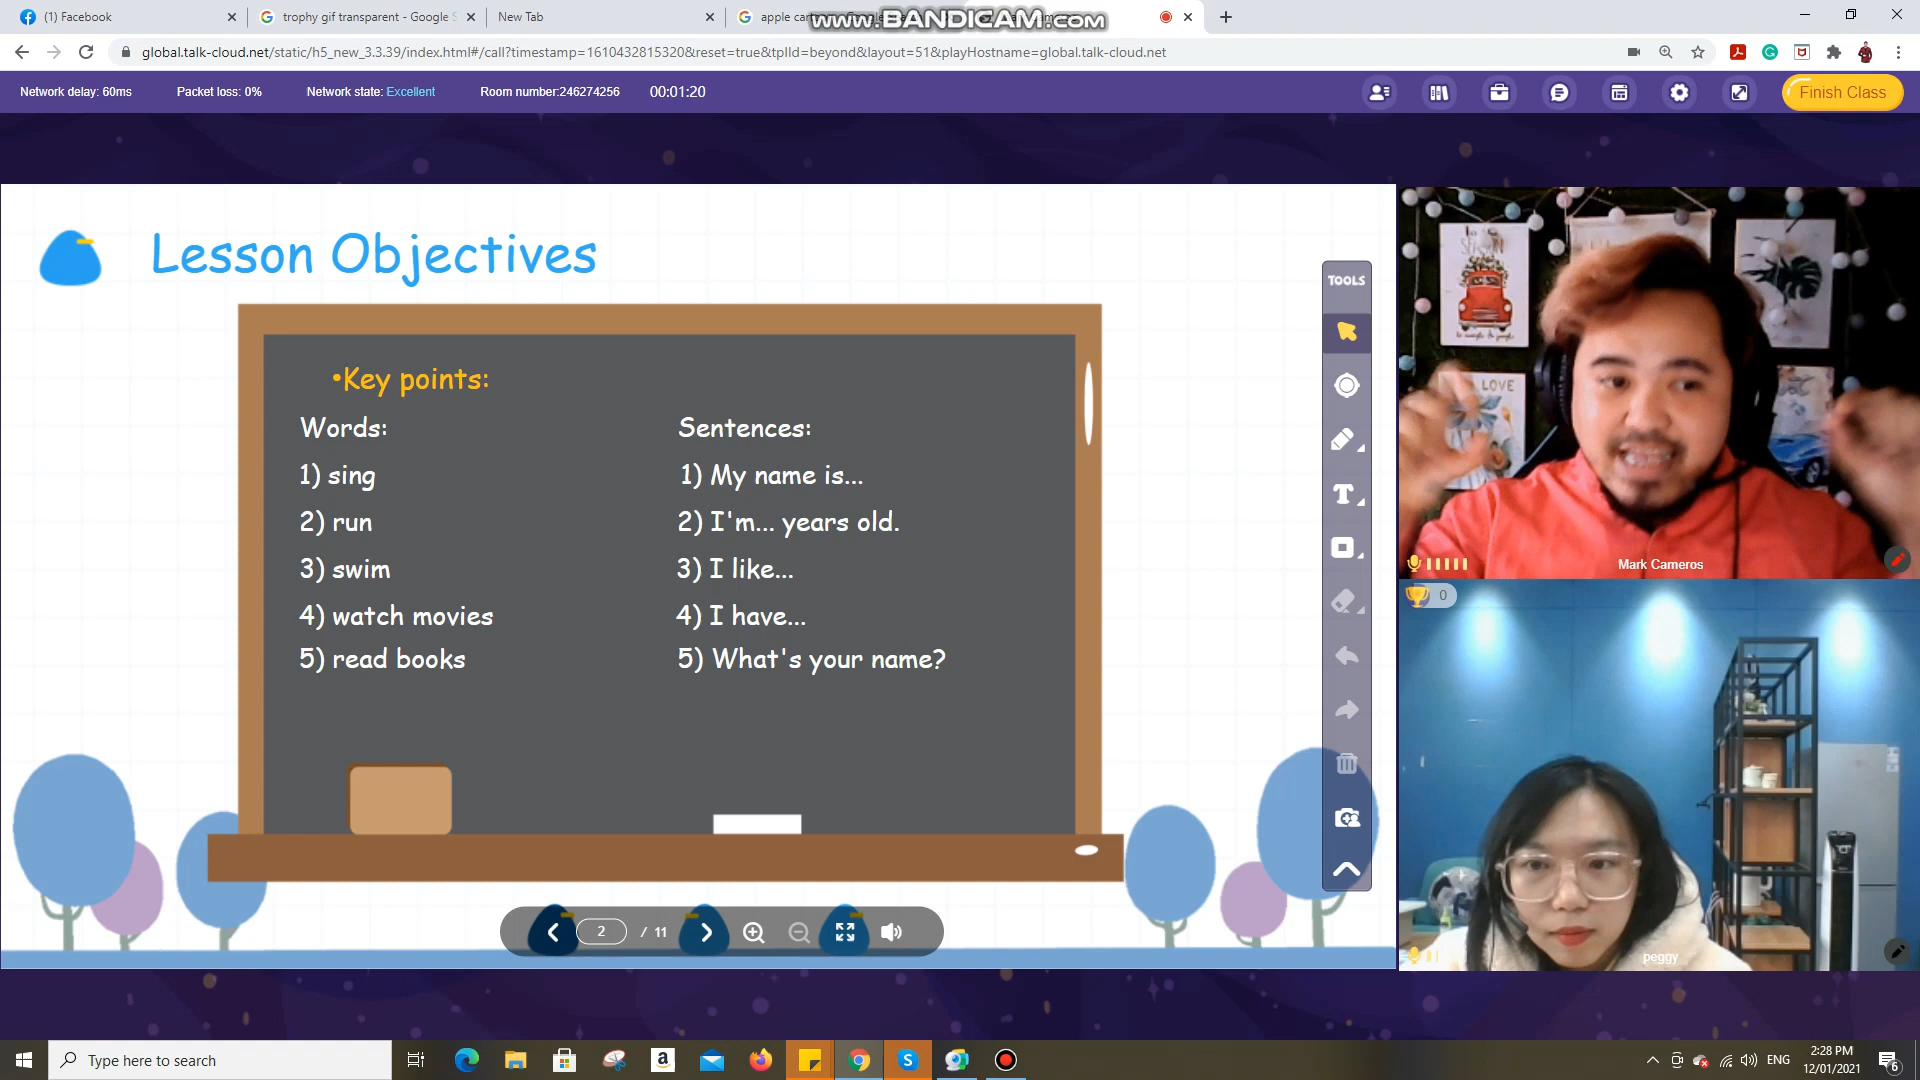 (1) Facebook
trophy gif transparent - Google S
New Tab
apple cart
www.BANDICAM.com
global.talk-cloud.net/static/h5_new_3.3.39/index.html#/call?timestamp=1610432815320&reset=true&tplId=beyond&layout=51&playHostname=global.talk-cloud.net
Network delay: 60ms
Packet loss: 0%
Network state: Excellent
Room number:246274256
00:01:20
Finish Class
Lesson Objectives
•Key points:
Words:
1) sing
2) run
3) swim
4) watch movies
5) read books
Sentences:
1) My name is...
2) I'm... years old.
3) I like...
4) I have...
5) What's your name?
TOOLS
LOVE
Mark Cameros
0
peggy
2 / 11
Type here to search
ENG
2:28 PM
12/01/2021
6